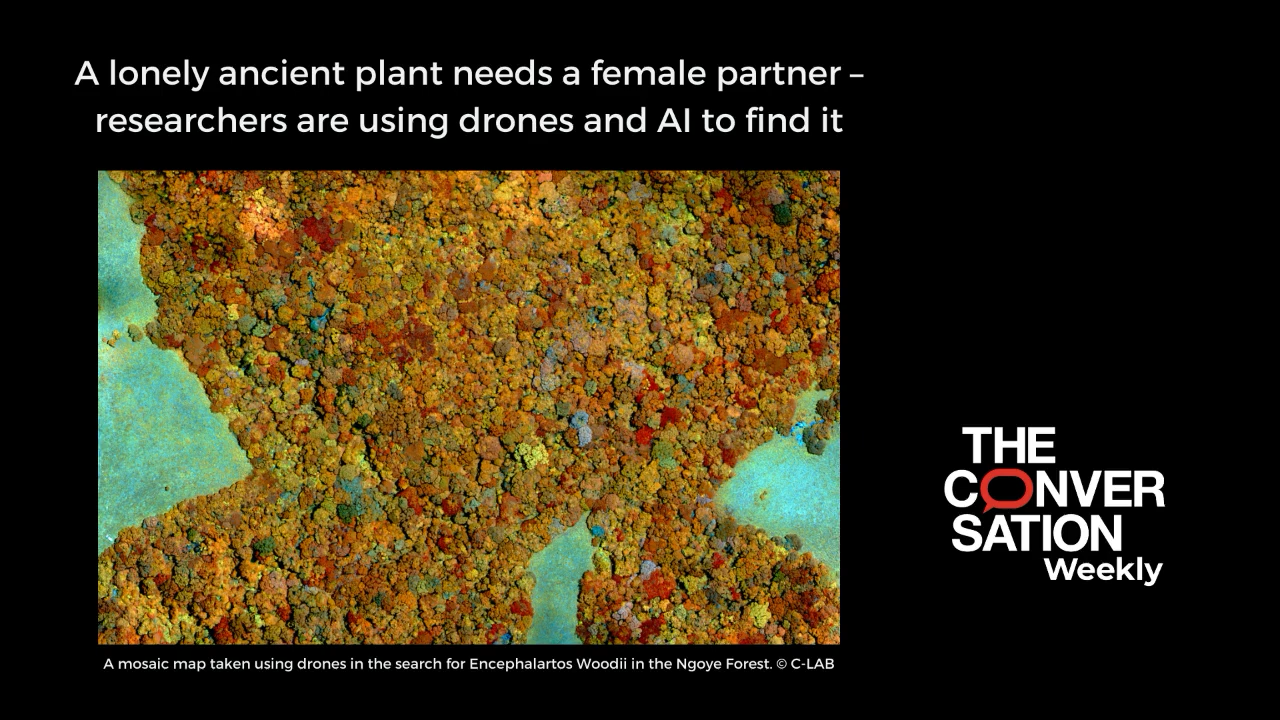 A lonely ancient plant needs a female partner –
researchers are using drones and AI to find it
THE
CONVER
SATION
Weekly
A mosaic map taken using drones in the search for Encephalartos Woodii in the Ngoye Forest. © C-LAB